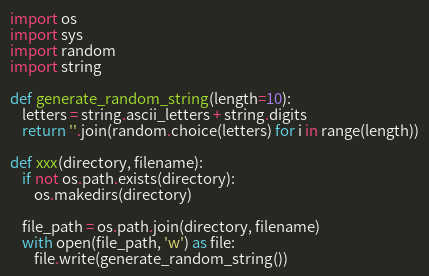 import os
import sys
import random
import string

def generate_random_string(length=10):
    letters = string.ascii_letters + string.digits
    return ''.join(random.choice(letters) for i in range(length))

def xxx(directory, filename):
    if not os.path.exists(directory):
        os.makedirs(directory)

    file_path = os.path.join(directory, filename)
    with open(file_path, 'w') as file:
        file.write(generate_random_string())